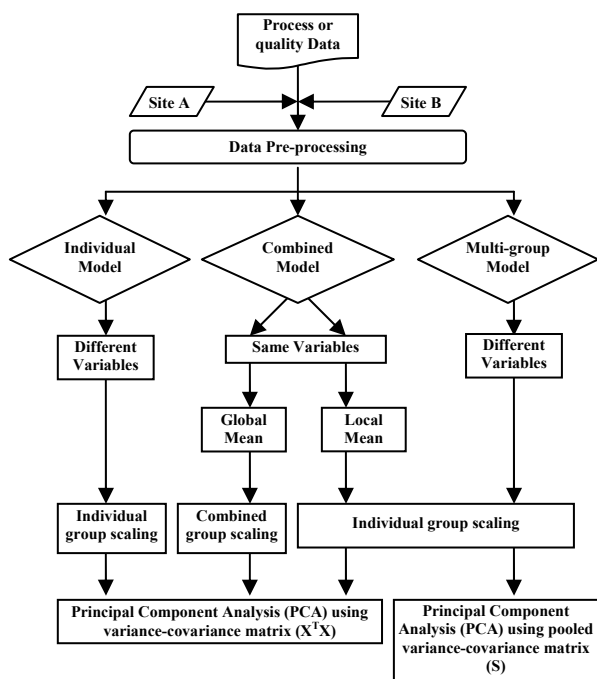 Process or
quality Data
Site A
Site B
Data Pre-processing
Individual
Model
Combined
Model
Multi-group
Model
Different
Variables
Same Variables
Different
Variables
Global
Mean
Local
Mean
Individual
group scaling
Combined
group scaling
Individual group scaling
Principal Component Analysis (PCA) using
variance-covariance matrix (XᵀX)
Principal Component
Analysis (PCA) using pooled
variance-covariance matrix
(S)